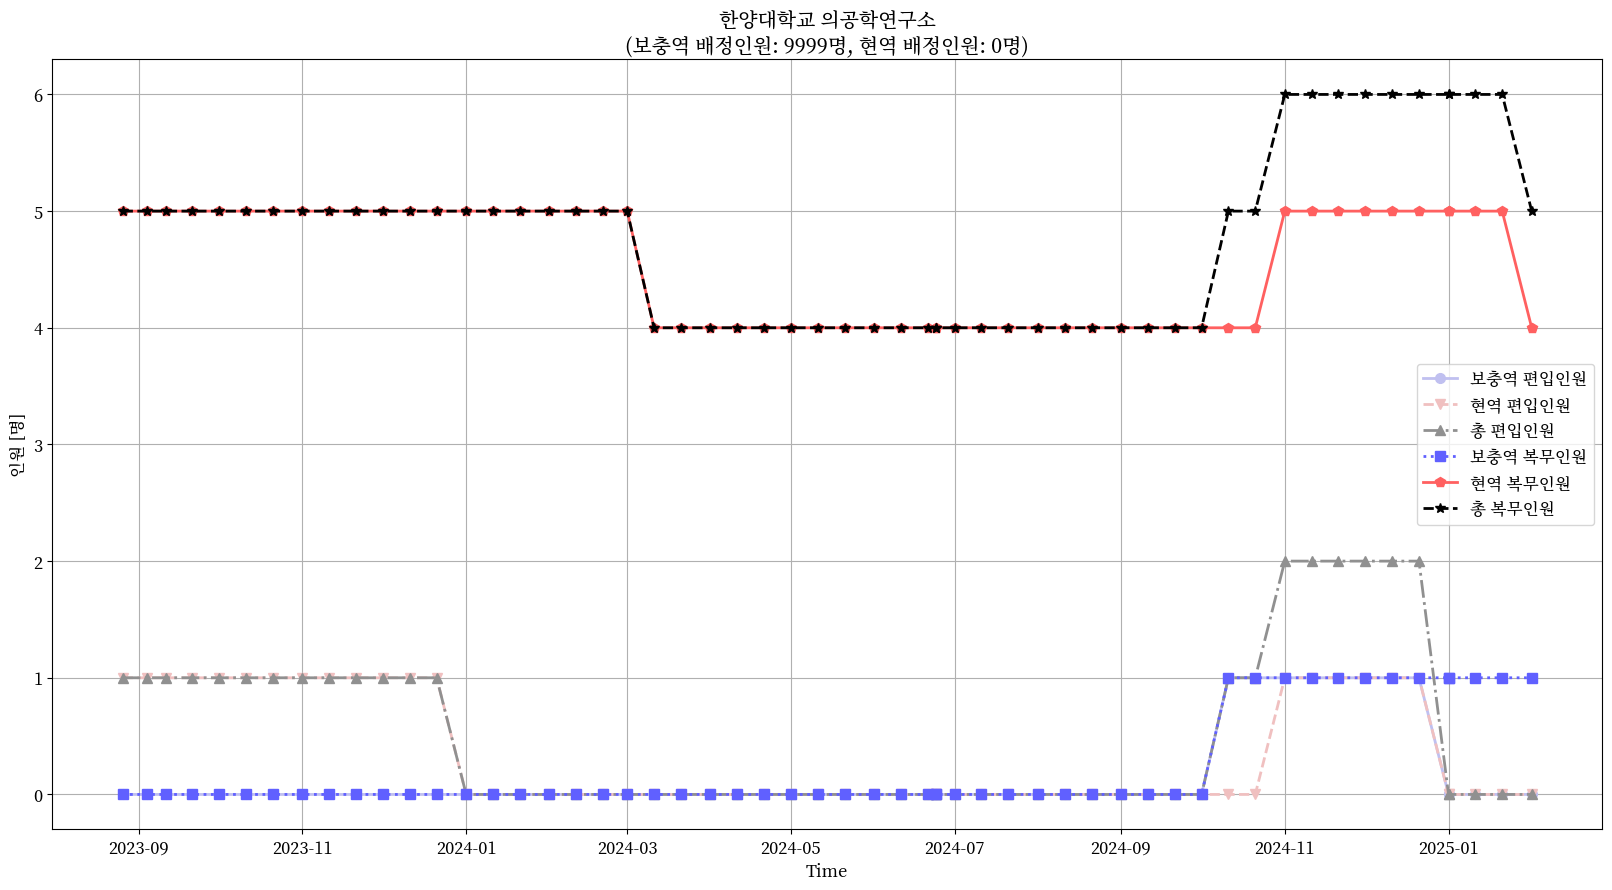 한양대학교 의공학연구소
(보충역 배정인원: 9999명, 현역 배정인원: 0명)
인원 [명]
6
5
4
3
2
1
0
보충역 편입인원
현역 편입인원
총 편입인원
보충역 복무인원
현역 복무인원
총 복무인원
2023-09
2023-11
2024-01
2024-03
2024-05
2024-07
2024-09
2024-11
2025-01
Time